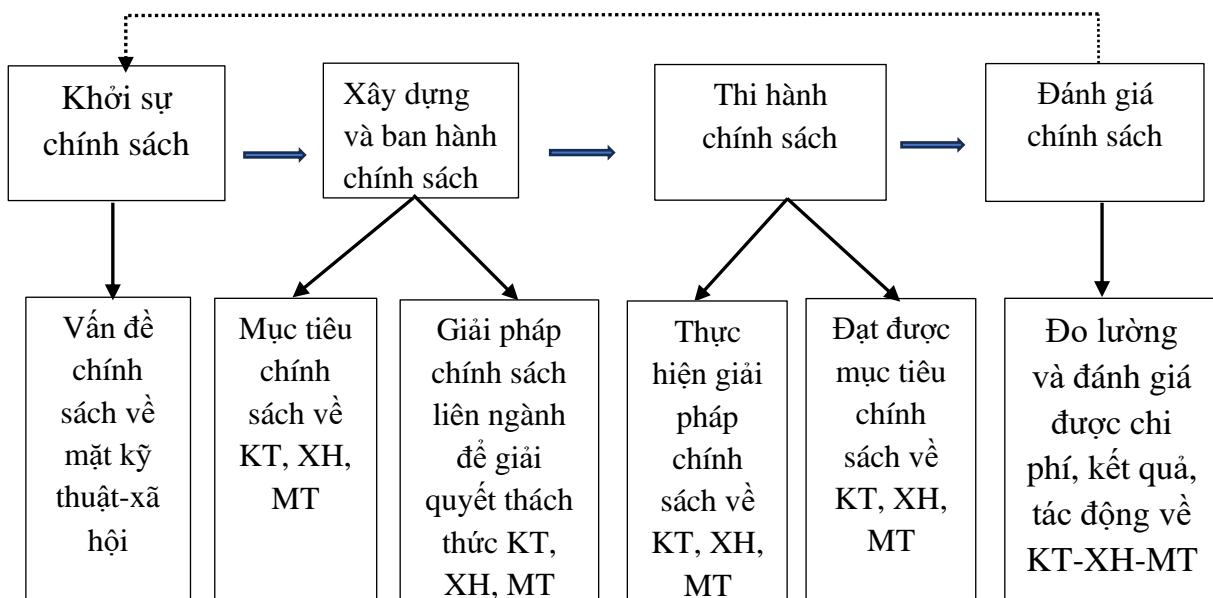 Khởi sự
chính sách
Xây dựng
và ban hành
chính sách
Thi hành
chính sách
Đánh giá
chính sách
Vấn đề
chính
sách về
mặt kỹ
thuật-xã
hội
Mục tiêu
chính
sách về
KT, XH,
MT
Giải pháp
chính sách
liên ngành
để giải
quyết thách
thức KT,
XH, MT
Thực
hiện giải
pháp
chính
sách về
KT, XH,
MT
Đạt được
mục tiêu
chính
sách về
KT, XH,
MT
Đo lường
và đánh giá
được chi
phí, kết quả,
tác động về
KT-XH-MT